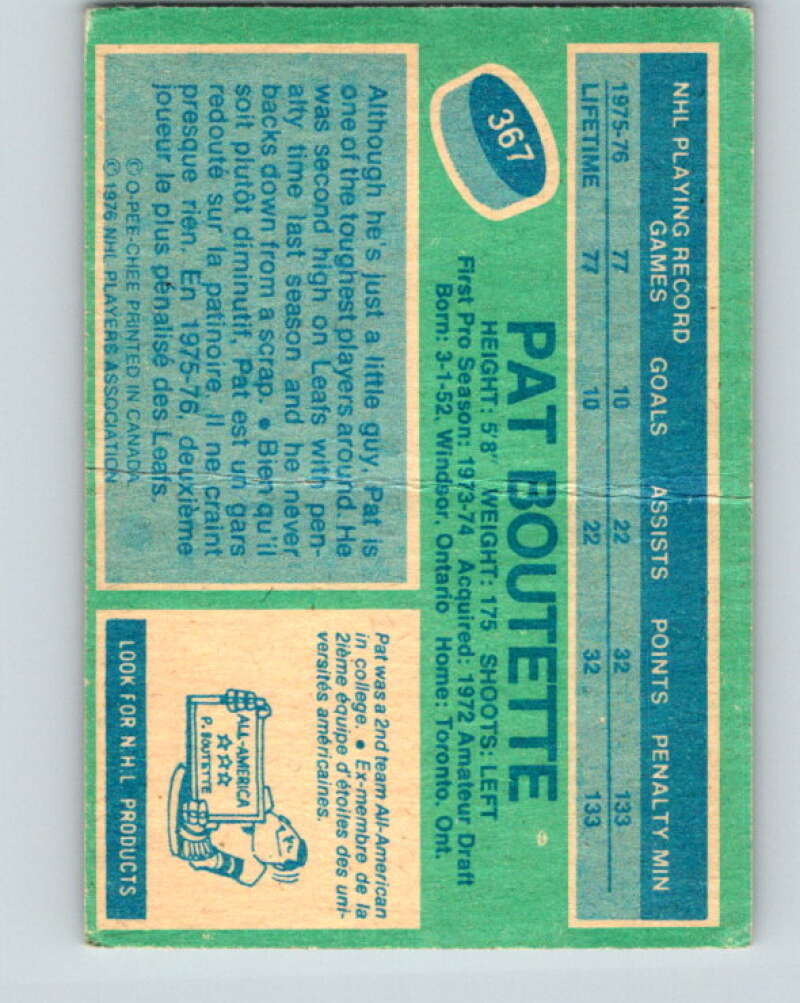 NHL PLAYING RECORD
GAMES GOALS ASSISTS POINTS PENALTY MIN
1975-76 77 10 22 32 133
LIFETIME 77 10 22 32 133
367
PAT BOUTETTE
HEIGHT: 5'8" WEIGHT: 175 SHOOTS: LEFT
First Pro Season: 1973-74 Acquired: 1972 Amateur Draft
Born: 3-1-52, Windsor, Ontario Home: Toronto, Ont.
Although he's just a little guy, Pat is
one of the toughest players around. He
was second high on Leafs with pen-
alty time last season and he never
backs down from a scrap. • Bien qu'il
soit plutôt diminutif, Pat est un gars
redouté sur la patinoire, il ne craint
presque rien. En 1975-76, deuxième
joueur le plus pénalisé des Leafs.
© O-PEE-CHEE PRINTED IN CANADA
© 1976 NHL PLAYERS ASSOCIATION
Pat was a 2nd team All-American
in college. • Ex-membre de la
2ième équipe d'étoiles des uni-
versités américaines.
ALL-AMERICA
P. BOUTETTE
LOOK FOR N.H.L PRODUCTS